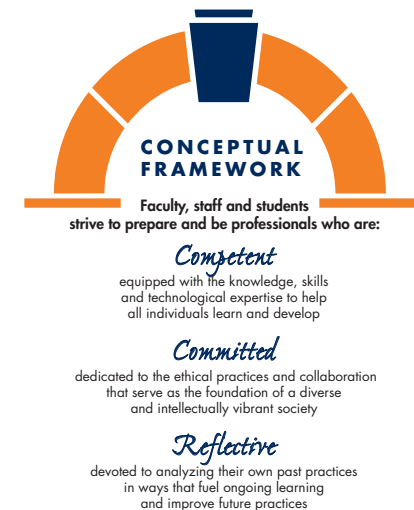 CONCEPTUAL
FRAMEWORK
Faculty, staff and students
strive to prepare and be professionals who are:
Competent
equipped with the knowledge, skills
and technological expertise to help
all individuals learn and develop
Committed
dedicated to the ethical practices and collaboration
that serve as the foundation of a diverse
and intellectually vibrant society
Reflective
devoted to analyzing their own past practices
in ways that fuel ongoing learning
and improve future practices